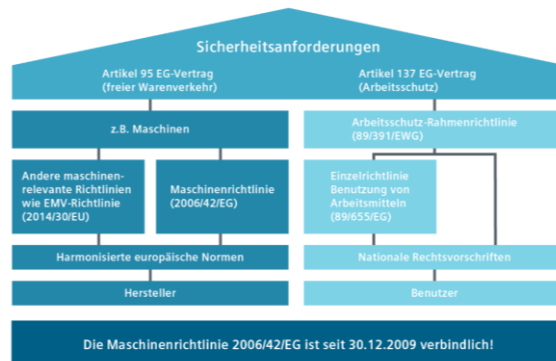 Sicherheitsanforderungen
Artikel 95 EG-Vertrag
(freier Warenverkehr)
Artikel 137 EG-Vertrag
(Arbeitsschutz)
z.B. Maschinen
Arbeitsschutz-Rahmenrichtlinie
(89/391/EWG)
Andere maschinen-
relevante Richtlinien
wie EMV-Richtlinie
(2014/30/EU)
Maschinenrichtlinie
(2006/42/EG)
Einzelrichtlinie
Benutzung von
Arbeitsmitteln
(89/655/EG)
Harmonisierte europäische Normen
Nationale Rechtsvorschriften
Hersteller
Benutzer
Die Maschinenrichtlinie 2006/42/EG ist seit 30.12.2009 verbindlich!